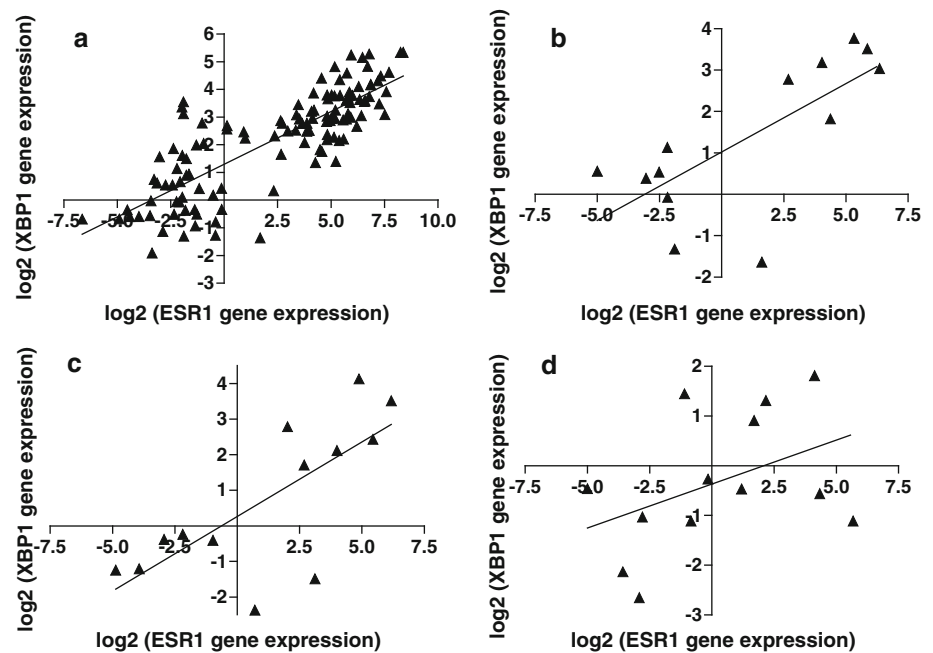 a
log2 (XBP1 gene expression)
6
5
4
3
2
1
-1
-2
-3
-7.5 -5.0 -2.5 2.5 5.0 7.5 10.0
log2 (ESR1 gene expression)
b
log2 (XBP1 gene expression)
4
3
2
1
-1
-2
-7.5 -5.0 -2.5 2.5 5.0 7.5
log2 (ESR1 gene expression)
c
log2 (XBP1 gene expression)
4
3
2
1
-1
-2
-7.5 -5.0 -2.5 2.5 5.0 7.5
log2 (ESR1 gene expression)
d
log2 (XBP1 gene expression)
2
1
-1
-2
-3
-7.5 -5.0 -2.5 2.5 5.0 7.5
log2 (ESR1 gene expression)